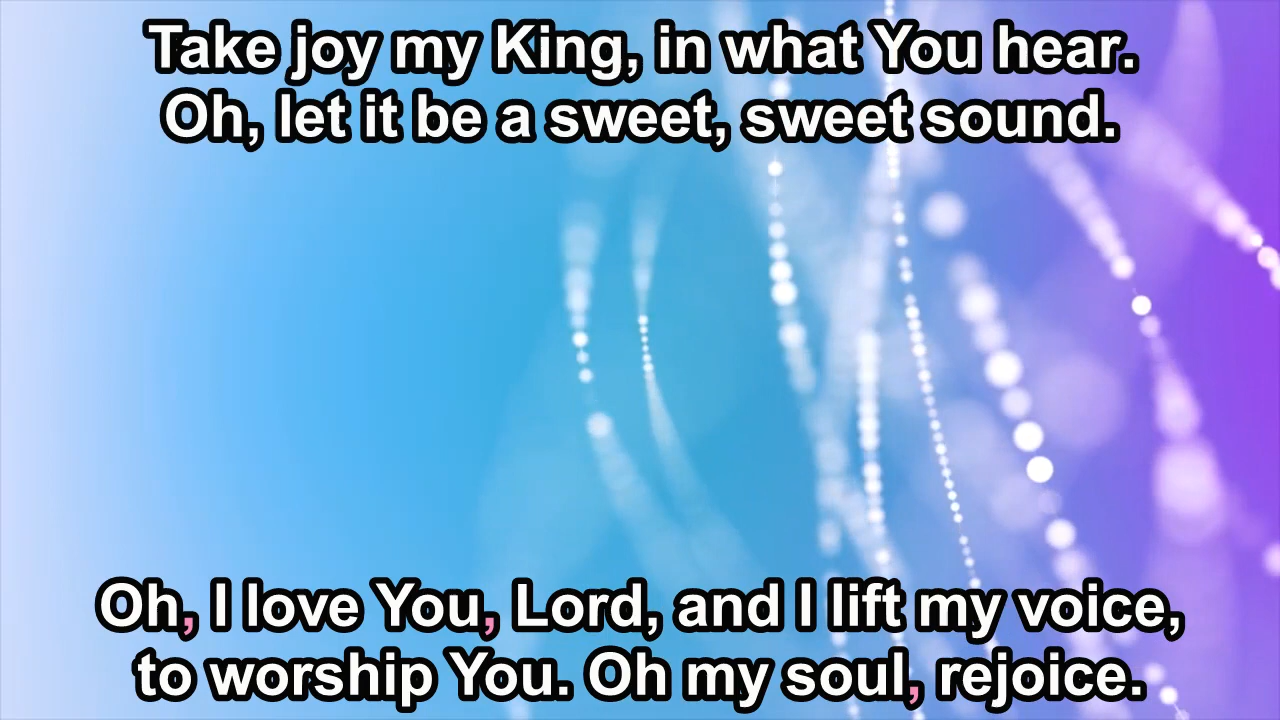 Take joy my King, in what You hear.
Oh, let it be a sweet, sweet sound.
Oh, I love You, Lord, and I lift my voice,
to worship You. Oh my soul, rejoice.